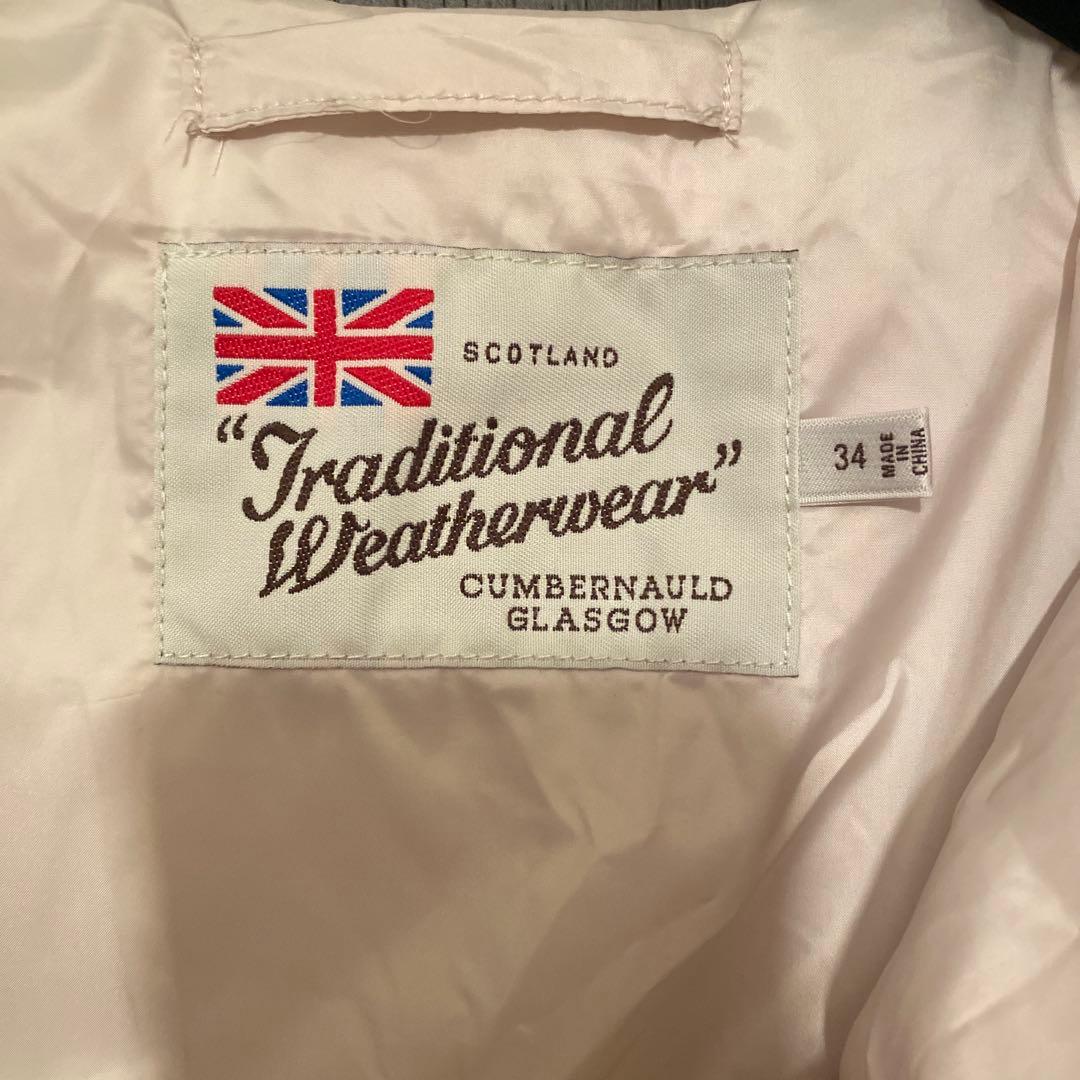 SCOTLAND
"Traditional
Weatherwear"
CUMBERNAULD
GLASGOW
34
MADE
IN
CHINA